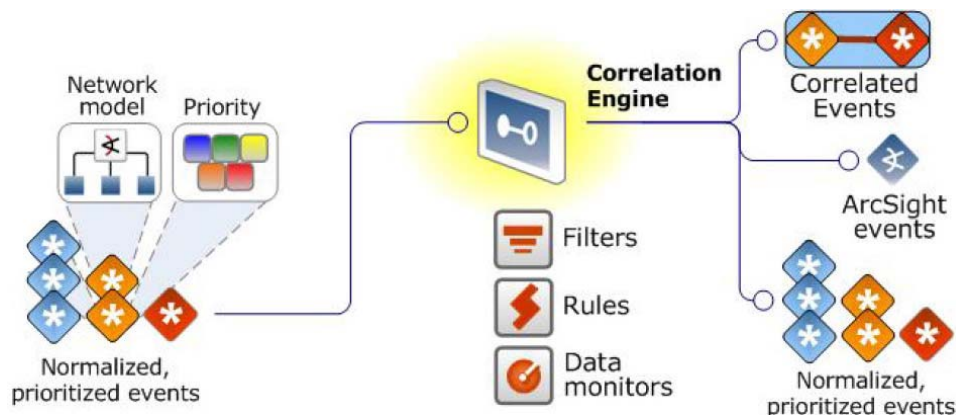 Network
model
Priority
Normalized,
prioritized events
Correlation
Engine
Filters
Rules
Data
monitors
Correlated
Events
ArcSight
events
Normalized,
prioritized events